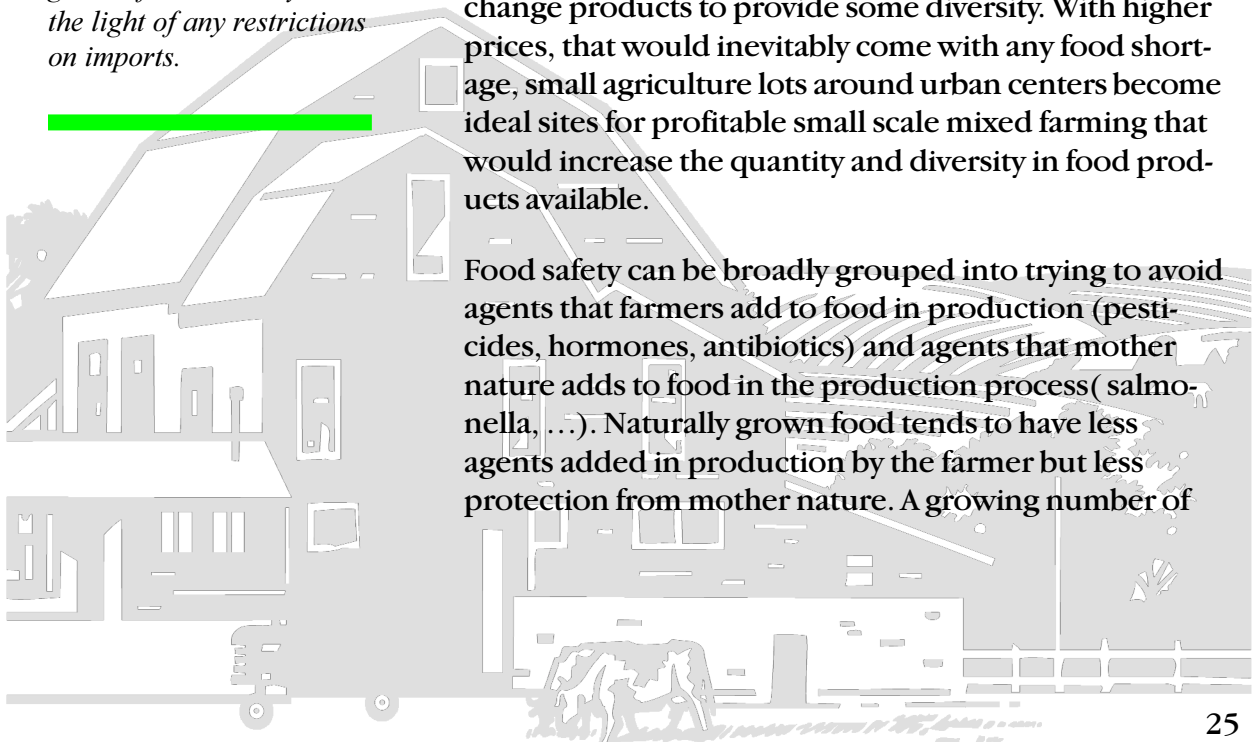 the light of any restrictions
on imports.
change products to provide some diversity. With higher
prices, that would inevitably come with any food short-
age, small agriculture lots around urban centers become
ideal sites for profitable small scale mixed farming that
would increase the quantity and diversity in food prod-
ucts available.
Food safety can be broadly grouped into trying to avoid
agents that farmers add to food in production (pesti-
cides, hormones, antibiotics) and agents that mother
nature adds to food in the production process( salmo-
nella, …). Naturally grown food tends to have less
agents added in production by the farmer but less
protection from mother nature. A growing number of
25